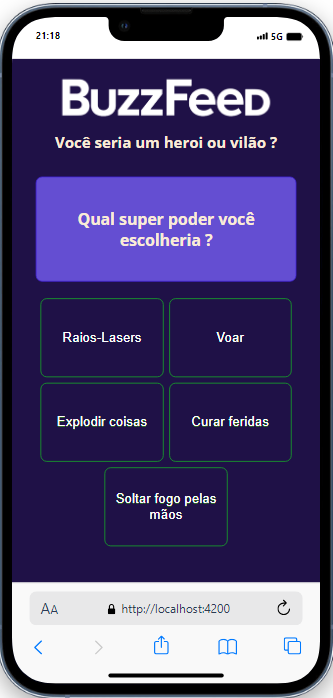 21:18
5G
BuzzFeed
Você seria um heroi ou vilão ?
Qual super poder você
escolheria ?
Raios-Lasers
Voar
Explodir coisas
Curar feridas
Soltar fogo pelas
mãos
AA
http://localhost:4200